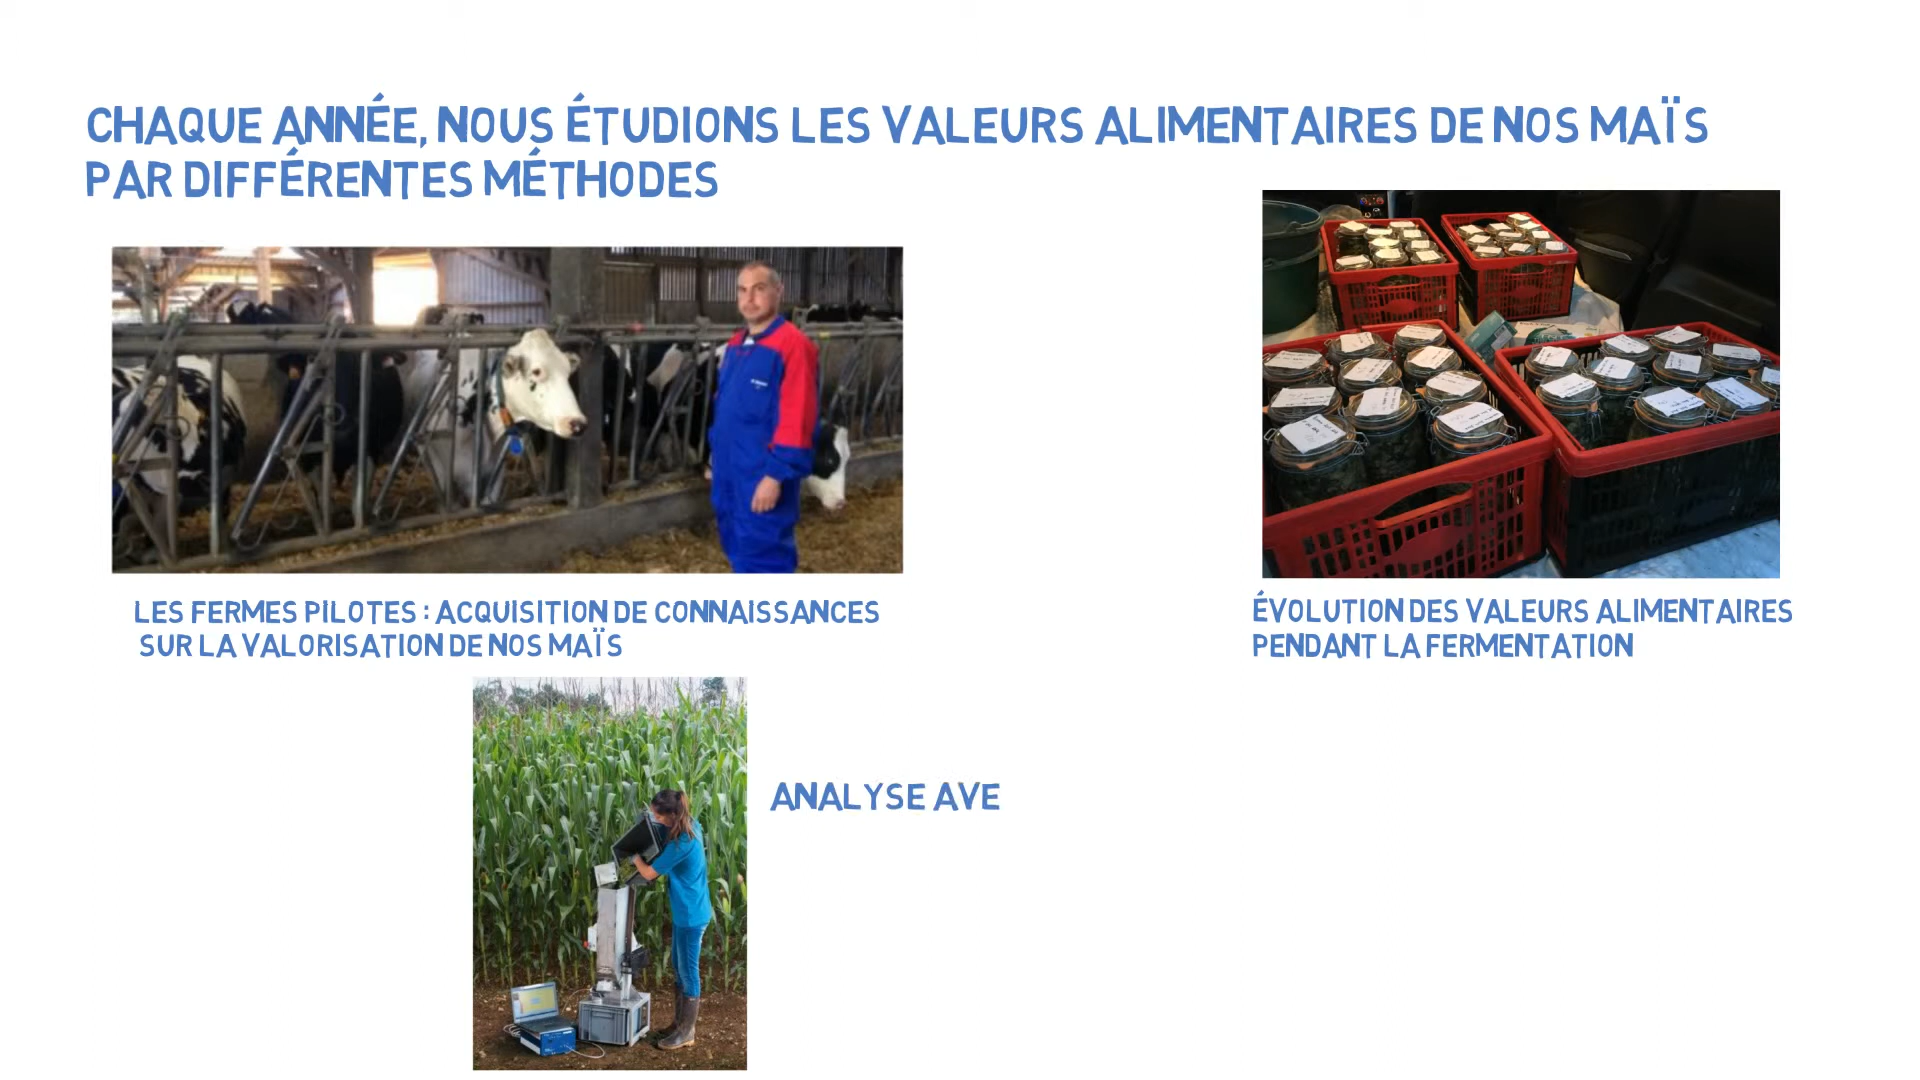 CHAQUE ANNÉE, NOUS ÉTUDIONS LES VALEURS ALIMENTAIRES DE NOS MAÏS
PAR DIFFÉRENTES MÉTHODES
LES FERMES PILOTES : ACQUISITION DE CONNAISSANCES
SUR LA VALORISATION DE NOS MAÏS
ÉVOLUTION DES VALEURS ALIMENTAIRES
PENDANT LA FERMENTATION
ANALYSE AVE